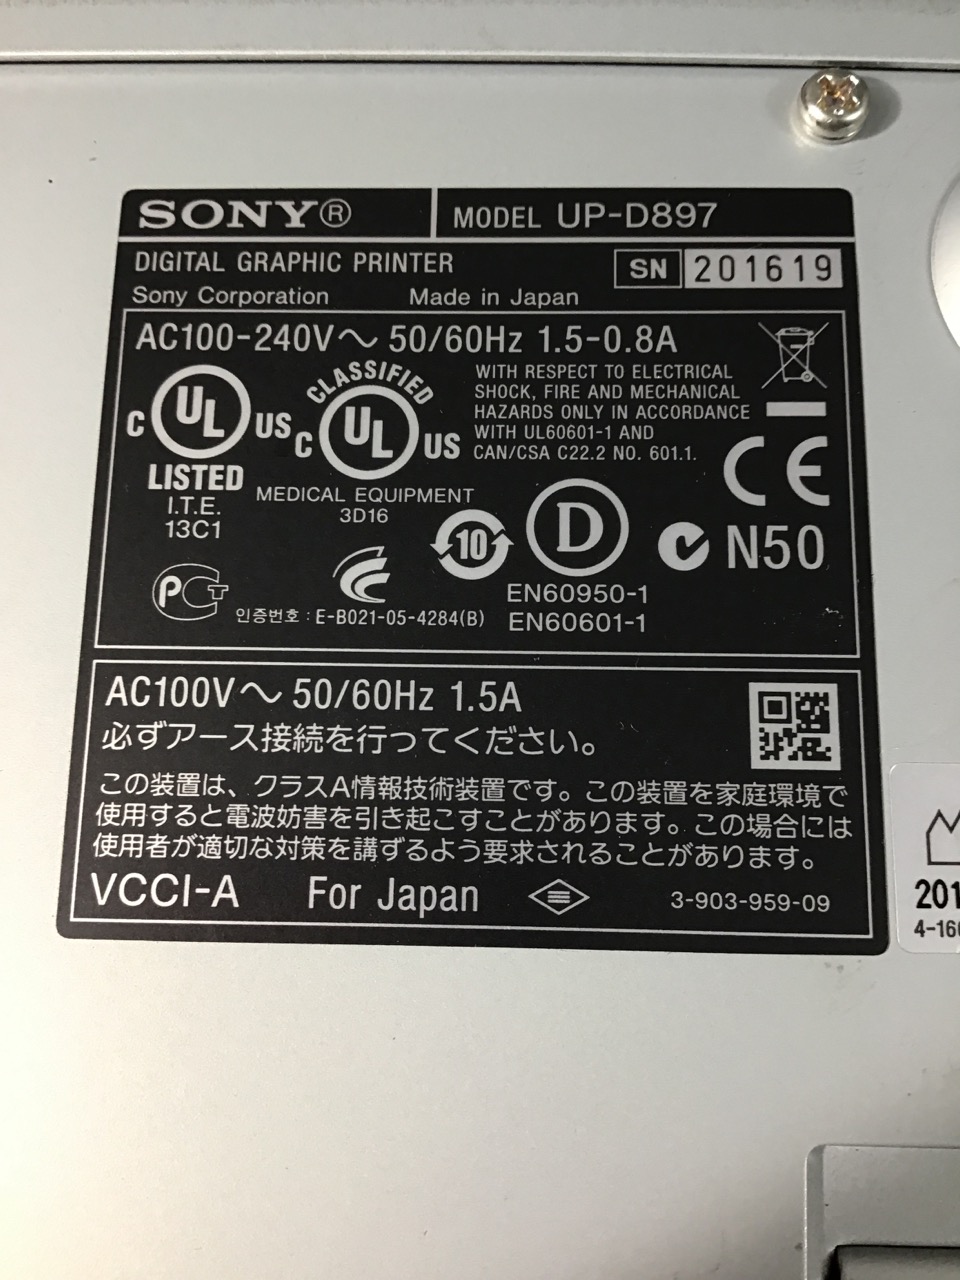 SONY® MODEL UP-D897
DIGITAL GRAPHIC PRINTER SN 201619
Sony Corporation Made in Japan
AC100-240V～ 50/60Hz 1.5-0.8A
WITH RESPECT TO ELECTRICAL
SHOCK, FIRE AND MECHANICAL
HAZARDS ONLY IN ACCORDANCE
WITH UL60601-1 AND
CAN/CSA C22.2 NO. 601.1.
C UL US
LISTED
I.T.E.
13C1
CLASSIFIED
C UL US
MEDICAL EQUIPMENT
3D16
CE
10
D
N50
EN60950-1
EN60601-1
PCT
인증번호 : E-B021-05-4284(B)
AC100V～ 50/60Hz 1.5A
必ずアース接続を行ってください。
この装置は、クラスA情報技術装置です。この装置を家庭環境で
使用すると電波妨害を引き起こすことがあります。この場合には
使用者が適切な対策を講ずるよう要求されることがあります。
VCCI-A For Japan 3-903-959-09